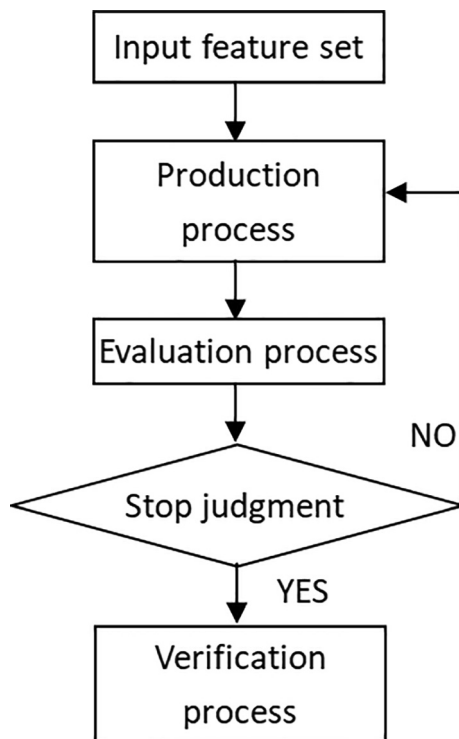 Input feature set
Production
process
Evaluation process
NO
Stop judgment
YES
Verification
process